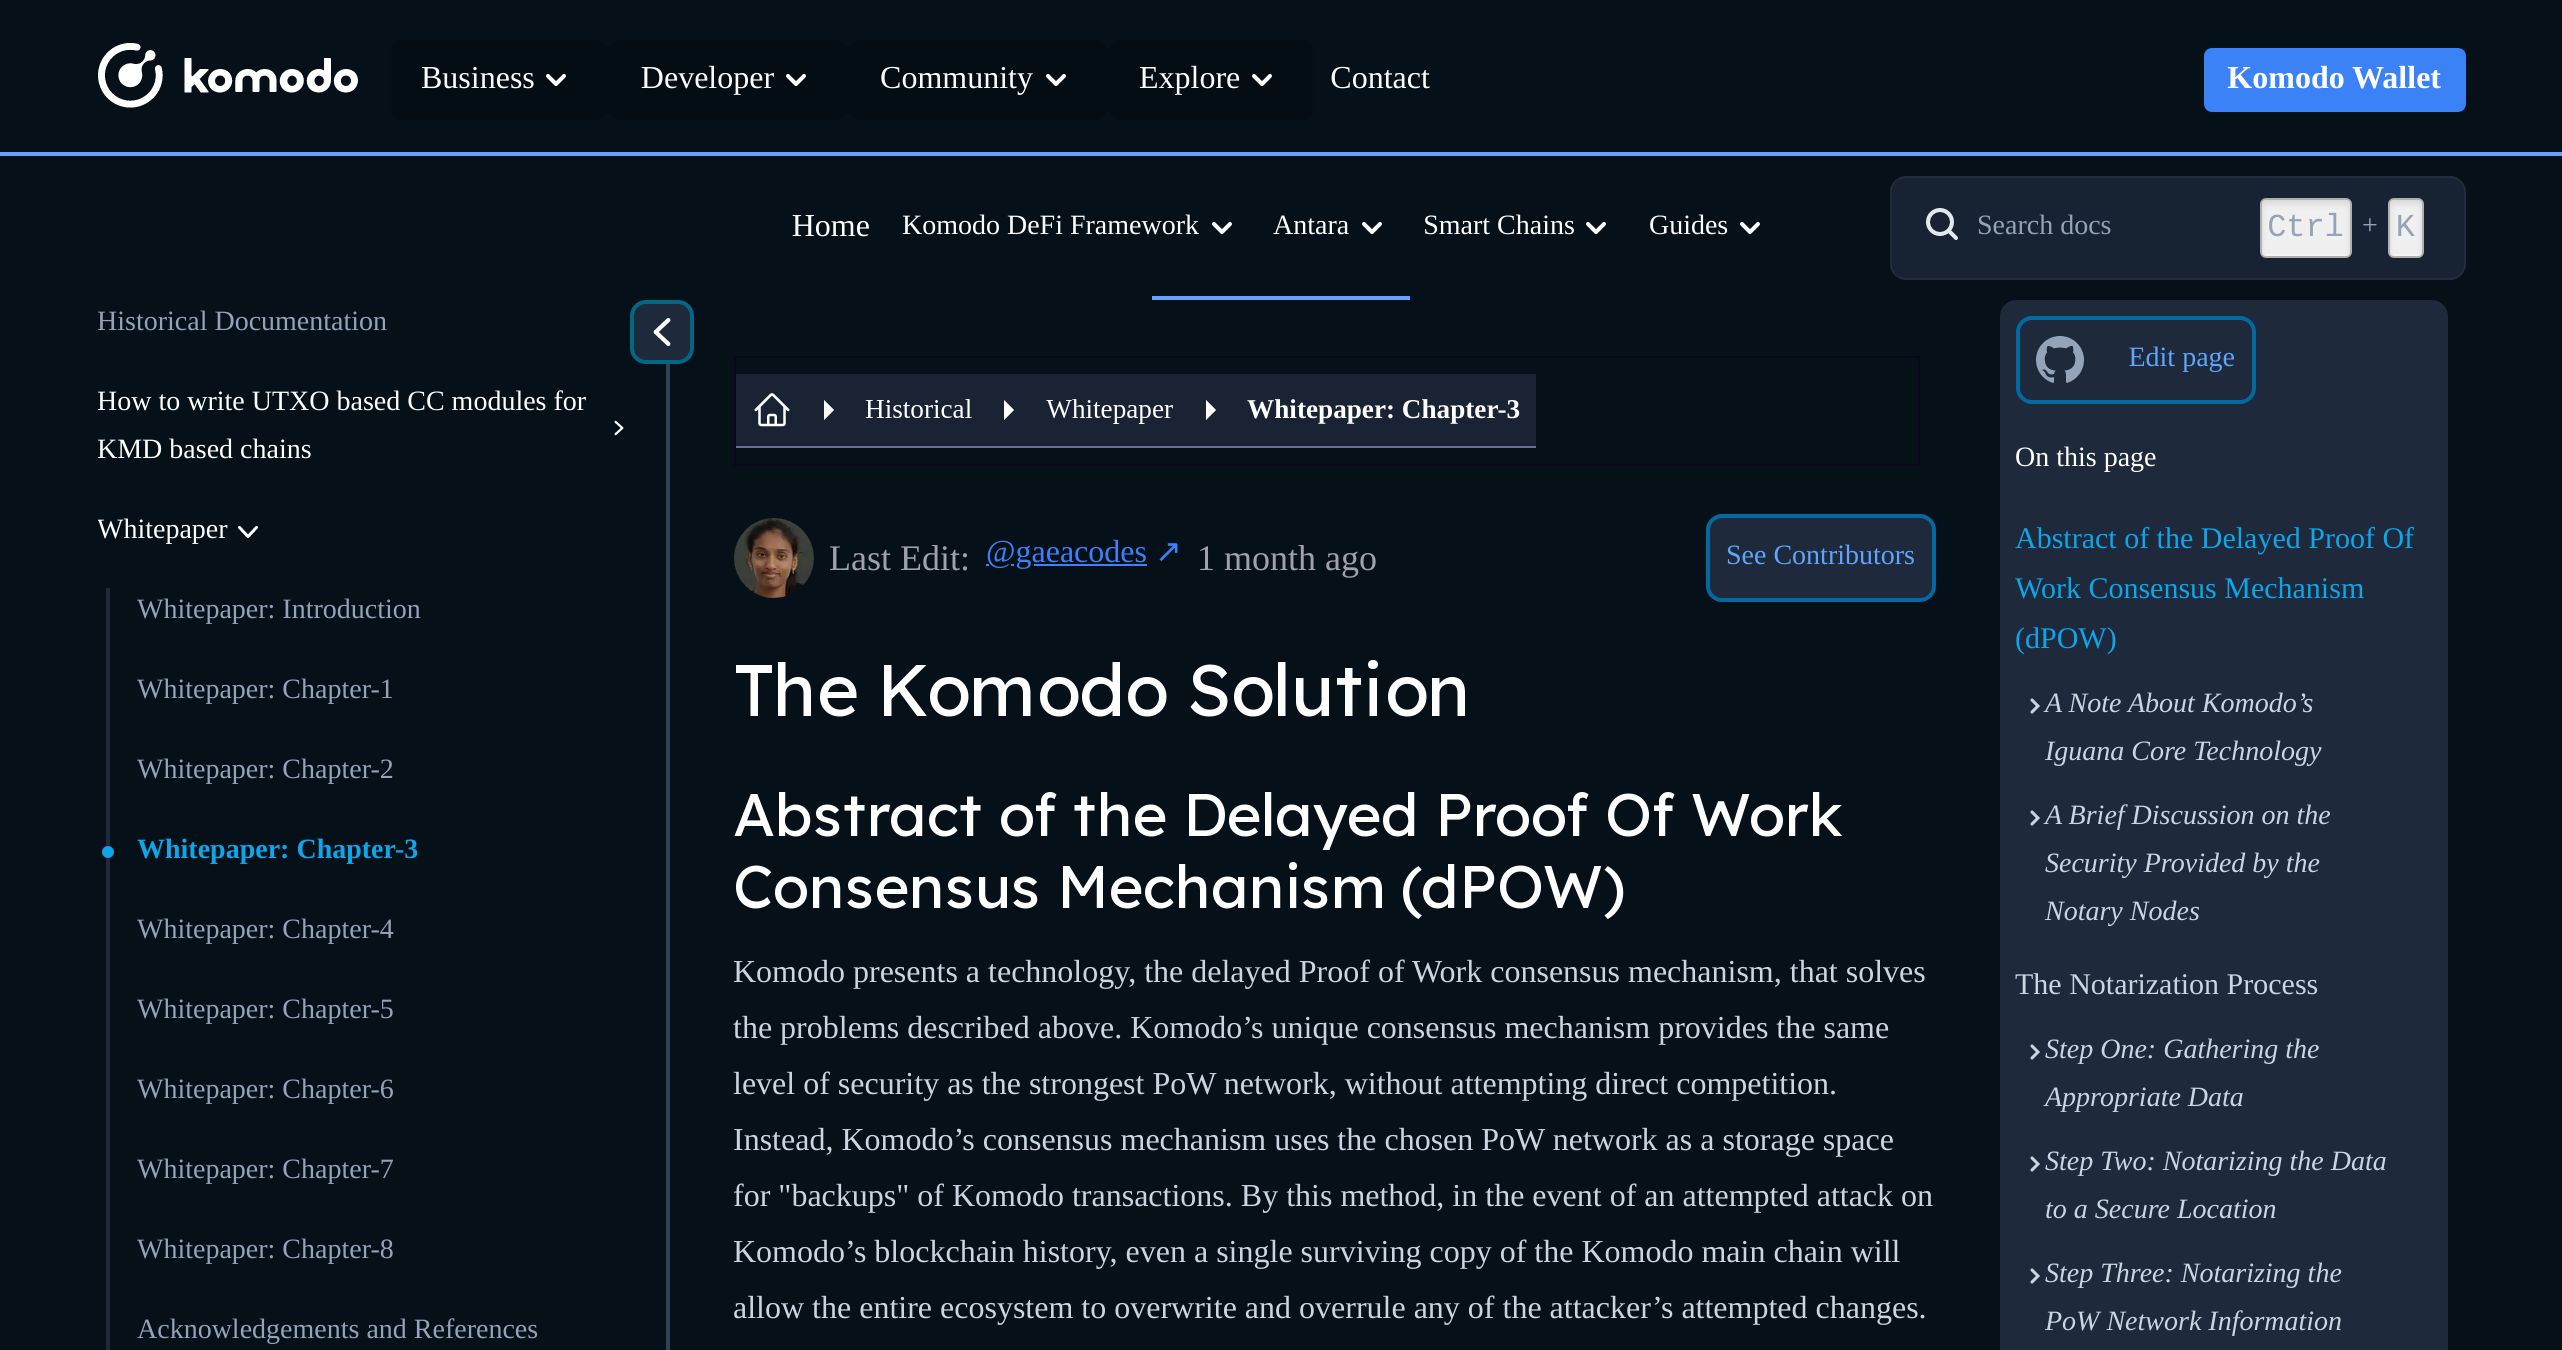 komodo
Business
Developer
Community
Explore
Contact
Komodo Wallet
Home
Komodo DeFi Framework
Antara
Smart Chains
Guides
Search docs
Ctrl + K
Historical Documentation
How to write UTXO based CC modules for
KMD based chains
Whitepaper
Whitepaper: Introduction
Whitepaper: Chapter-1
Whitepaper: Chapter-2
Whitepaper: Chapter-3
Whitepaper: Chapter-4
Whitepaper: Chapter-5
Whitepaper: Chapter-6
Whitepaper: Chapter-7
Whitepaper: Chapter-8
Acknowledgements and References
Historical
Whitepaper
Whitepaper: Chapter-3
Last Edit: @gaeacodes ↗ 1 month ago
See Contributors
The Komodo Solution
Abstract of the Delayed Proof Of Work
Consensus Mechanism (dPOW)
Komodo presents a technology, the delayed Proof of Work consensus mechanism, that solves
the problems described above. Komodo’s unique consensus mechanism provides the same
level of security as the strongest PoW network, without attempting direct competition.
Instead, Komodo’s consensus mechanism uses the chosen PoW network as a storage space
for "backups" of Komodo transactions. By this method, in the event of an attempted attack on
Komodo’s blockchain history, even a single surviving copy of the Komodo main chain will
allow the entire ecosystem to overwrite and overrule any of the attacker’s attempted changes.
Edit page
On this page
Abstract of the Delayed Proof Of
Work Consensus Mechanism
(dPOW)
A Note About Komodo’s
Iguana Core Technology
A Brief Discussion on the
Security Provided by the
Notary Nodes
The Notarization Process
Step One: Gathering the
Appropriate Data
Step Two: Notarizing the Data
to a Secure Location
Step Three: Notarizing the
PoW Network Information